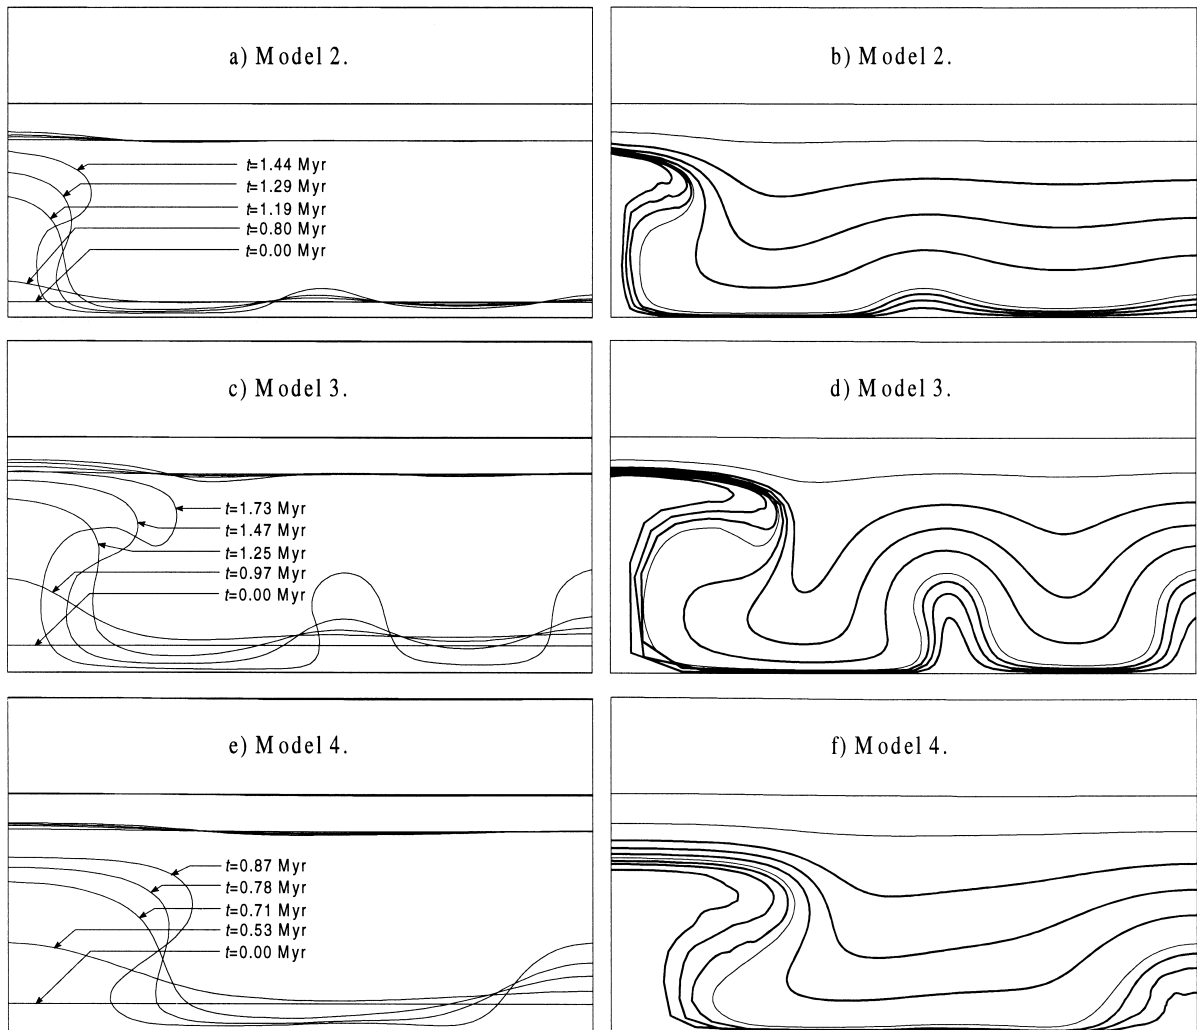 a) Model 2.
t=1.44 Myr
t=1.29 Myr
t=1.19 Myr
t=0.80 Myr
t=0.00 Myr
b) Model 2.
c) Model 3.
t=1.73 Myr
t=1.47 Myr
t=1.25 Myr
t=0.97 Myr
t=0.00 Myr
d) Model 3.
e) Model 4.
t=0.87 Myr
t=0.78 Myr
t=0.71 Myr
t=0.53 Myr
t=0.00 Myr
f) Model 4.